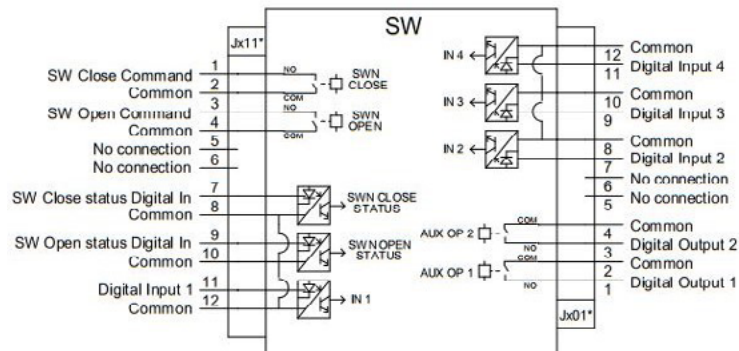 SW
Jx11*
1
SW Close Command
NO
SWN
CLOSE
2
Common
COM
3
SW Open Command
NO
SWN
OPEN
4
Common
COM
5
No connection
6
No connection
7
SW Close status Digital In
SWN CLOSE
STATUS
8
Common
9
SW Open status Digital In
SWN OPEN
STATUS
10
Common
11
Digital Input 1
IN 1
12
Common
IN 4
Common
12
Digital Input 4
11
IN 3
Common
10
Digital Input 3
9
IN 2
Common
8
Digital Input 2
7
No connection
6
No connection
5
COM
Common
AUX OP 2
4
NO
Digital Output 2
3
COM
Common
AUX OP 1
2
NO
Digital Output 1
1
Jx01*